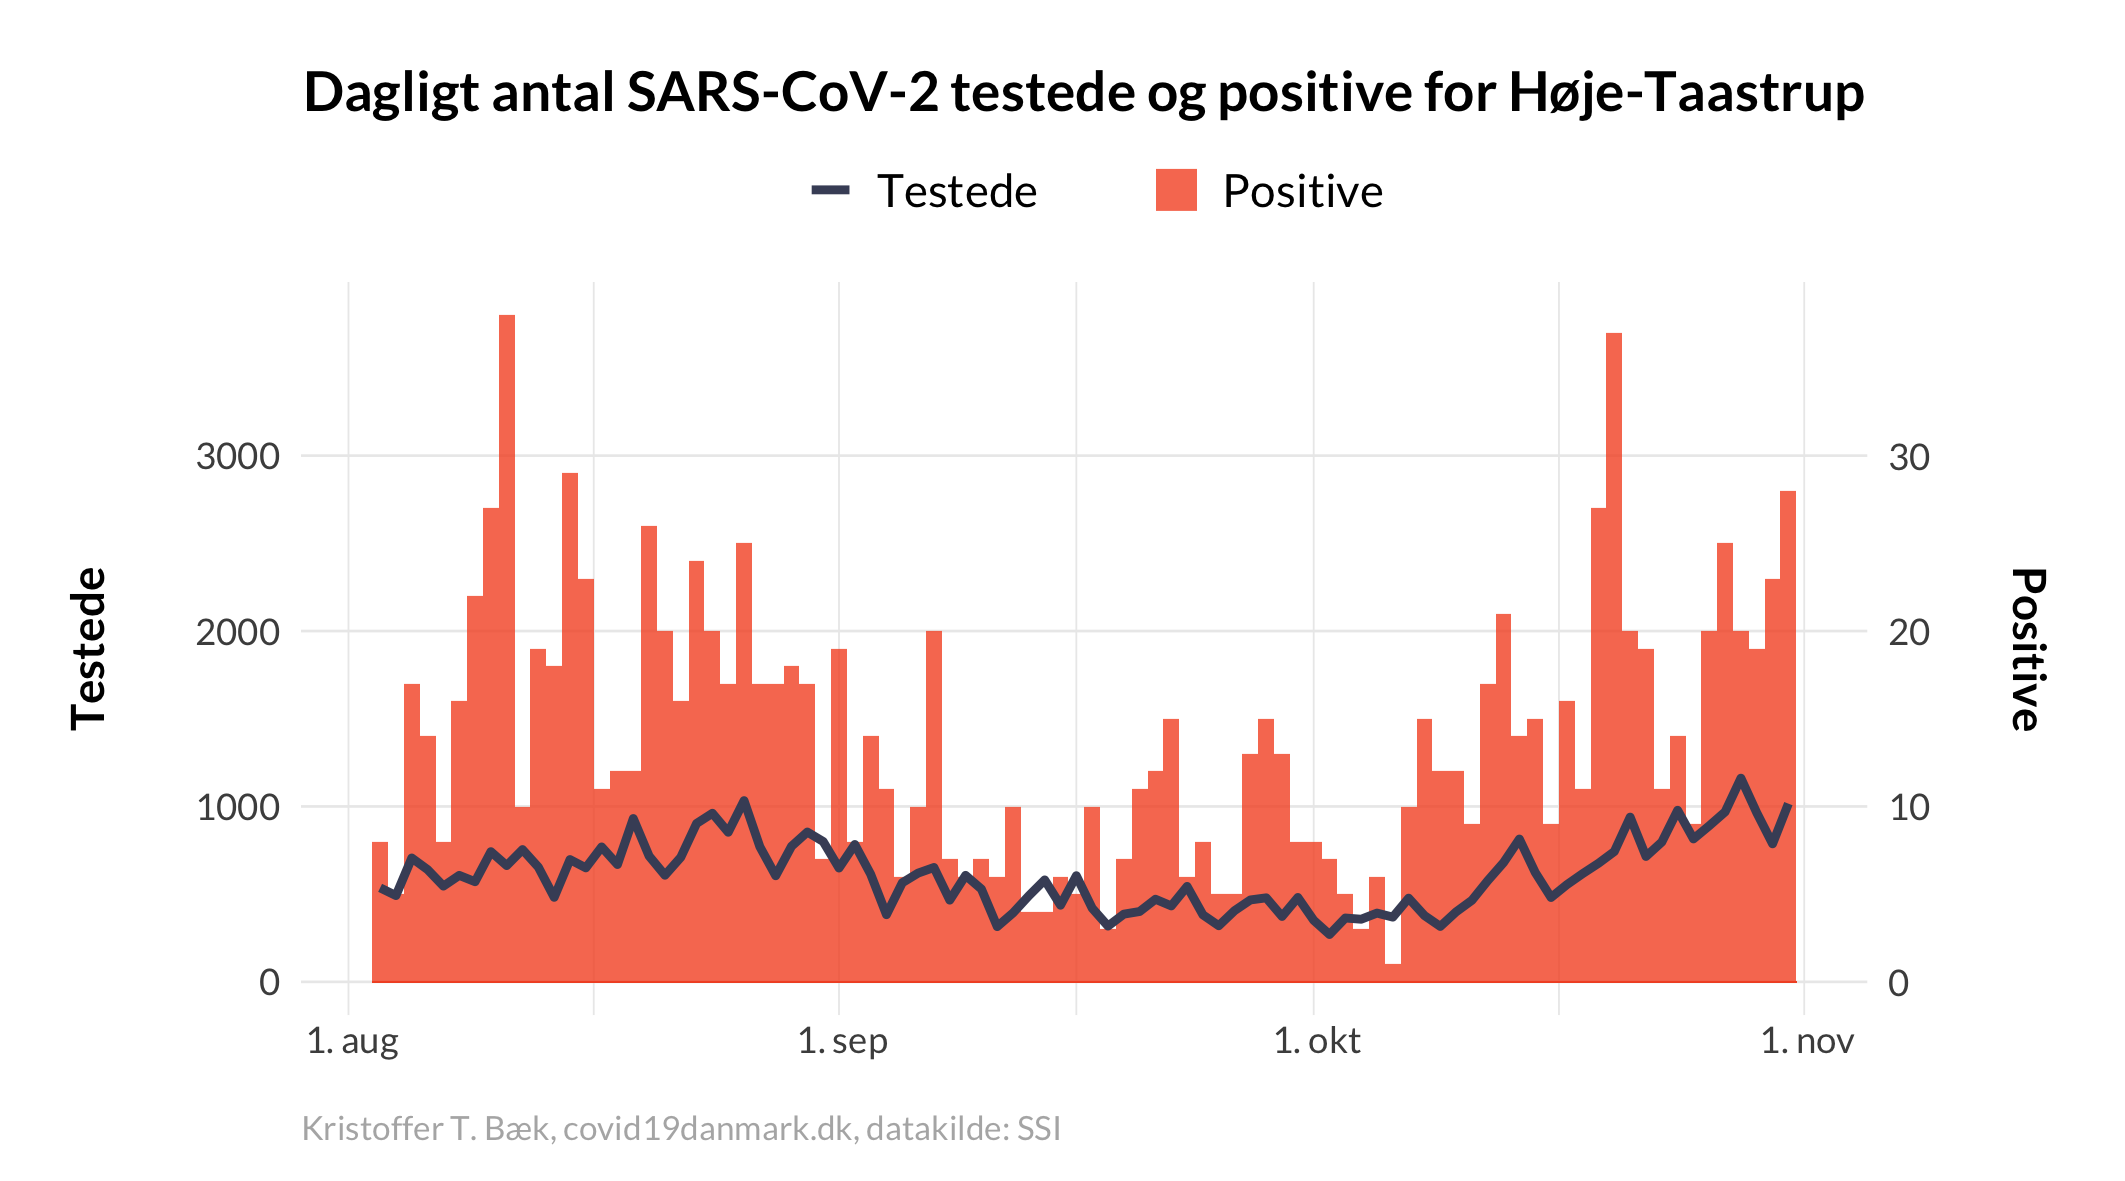 Dagligt antal SARS-CoV-2 testede og positive for Høje-Taastrup
Testede Positive
3000 30
2000 20
1000 10
0 0
Testede
Positive
1. aug 1. sep 1. okt 1. nov
Kristoffer T. Bæk, covid19danmark.dk, datakilde: SSI